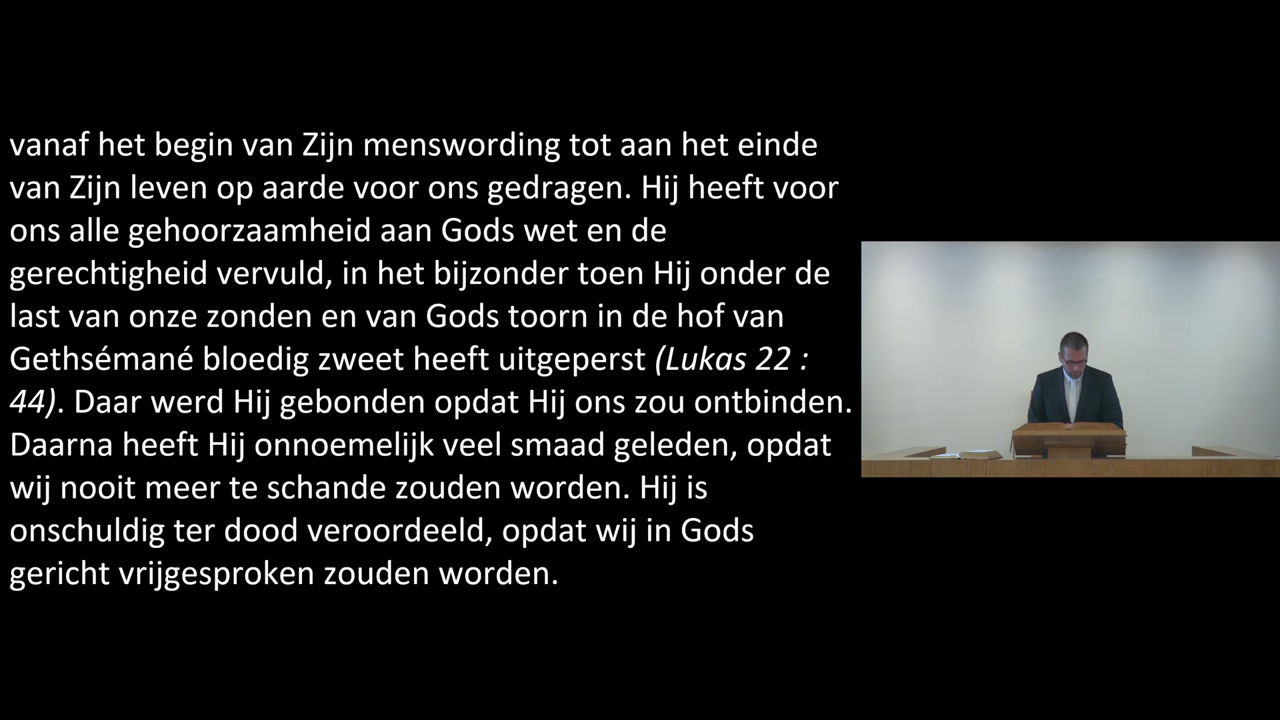 vanaf het begin van Zijn menswording tot aan het einde
van Zijn leven op aarde voor ons gedragen. Hij heeft voor
ons alle gehoorzaamheid aan Gods wet en de
gerechtigheid vervuld, in het bijzonder toen Hij onder de
last van onze zonden en van Gods toorn in de hof van
Gethsémané bloedig zweet heeft uitgeperst (Lukas 22 :
44). Daar werd Hij gebonden opdat Hij ons zou ontbinden.
Daarna heeft Hij onnoemelijk veel smaad geleden, opdat
wij nooit meer te schande zouden worden. Hij is
onschuldig ter dood veroordeeld, opdat wij in Gods
gericht vrijgesproken zouden worden.